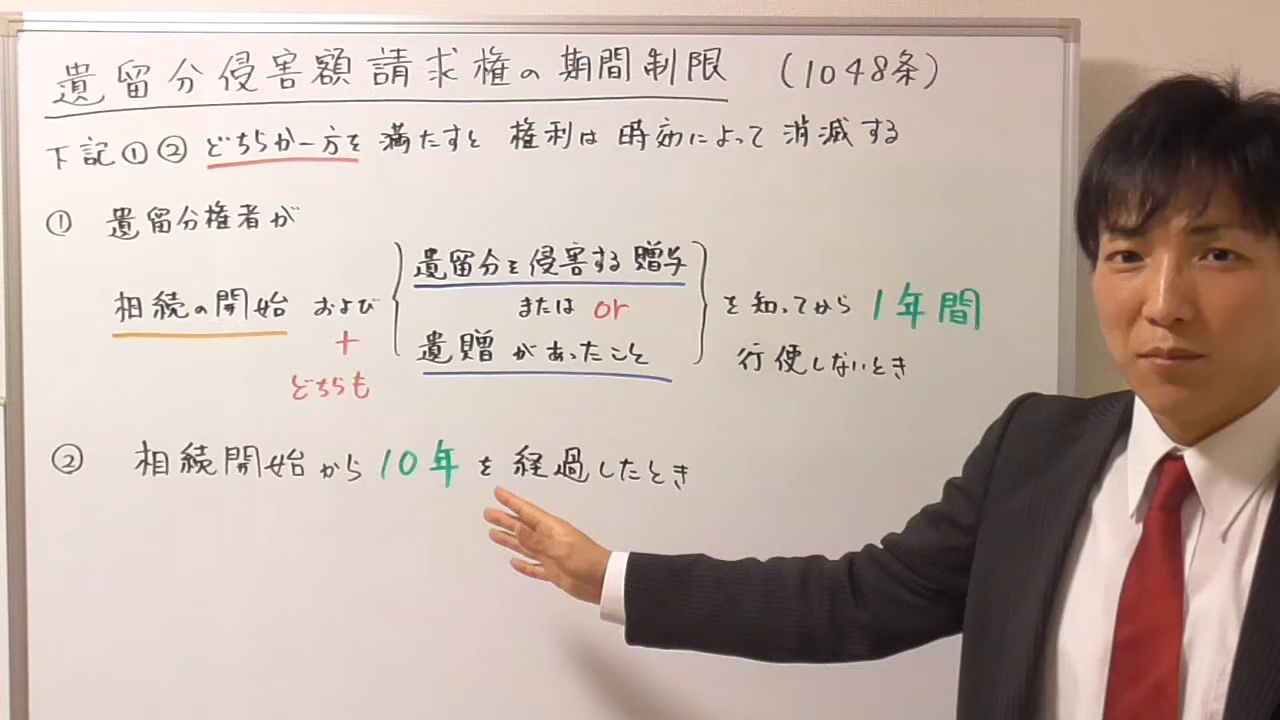 遺留分侵害額請求権の期間制限 (1048条)
下記①② どちらか一方を 満たすと 権利は 時効によって 消滅する
① 遺留分権者が
遺留分を侵害する贈与
相続の開始 および または or を知ってから 1年間
+ 遺贈があったこと 行使しないとき
どちらも
② 相続開始から 10年 を経過したとき